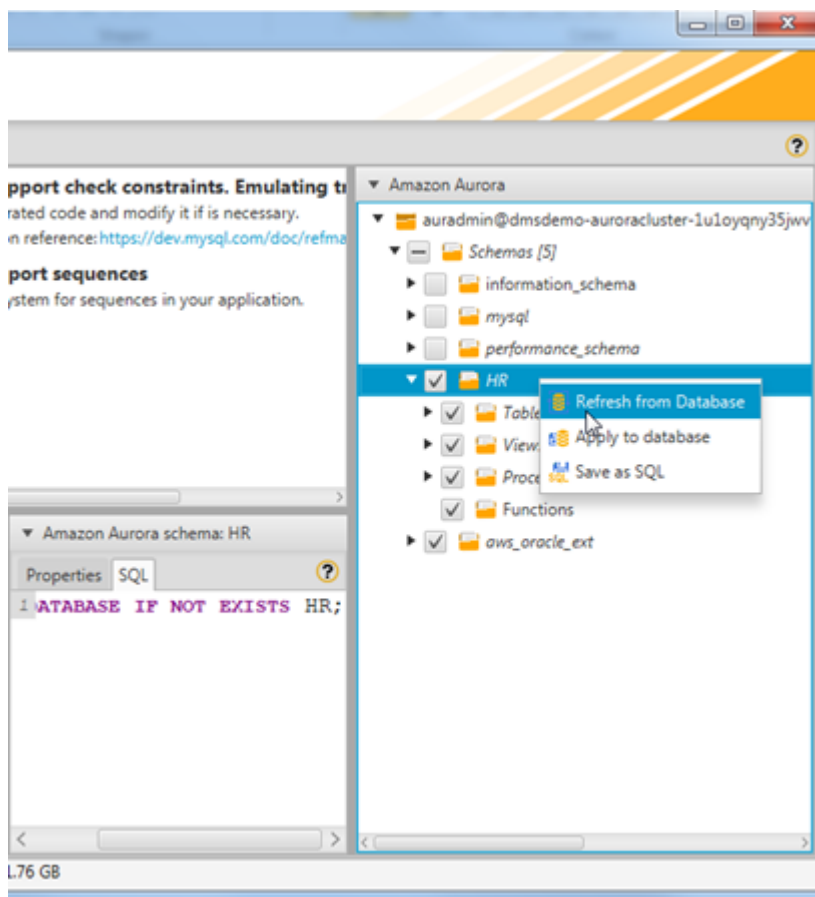 pport check constraints. Emulating tr
rated code and modify it if is necessary.
n reference: https://dev.mysql.com/doc/refma
port sequences
ystem for sequences in your application.
Amazon Aurora
auradmin@dmsdemo-auroracluster-1u1oyqny35jwv
Schemas [5]
information_schema
mysql
performance_schema
HR
Table
View
Proce
Functions
aws_oracle_ext
Refresh from Database
Apply to database
Save as SQL
Amazon Aurora schema: HR
Properties SQL
1 ATABASE IF NOT EXISTS HR;
1.76 GB